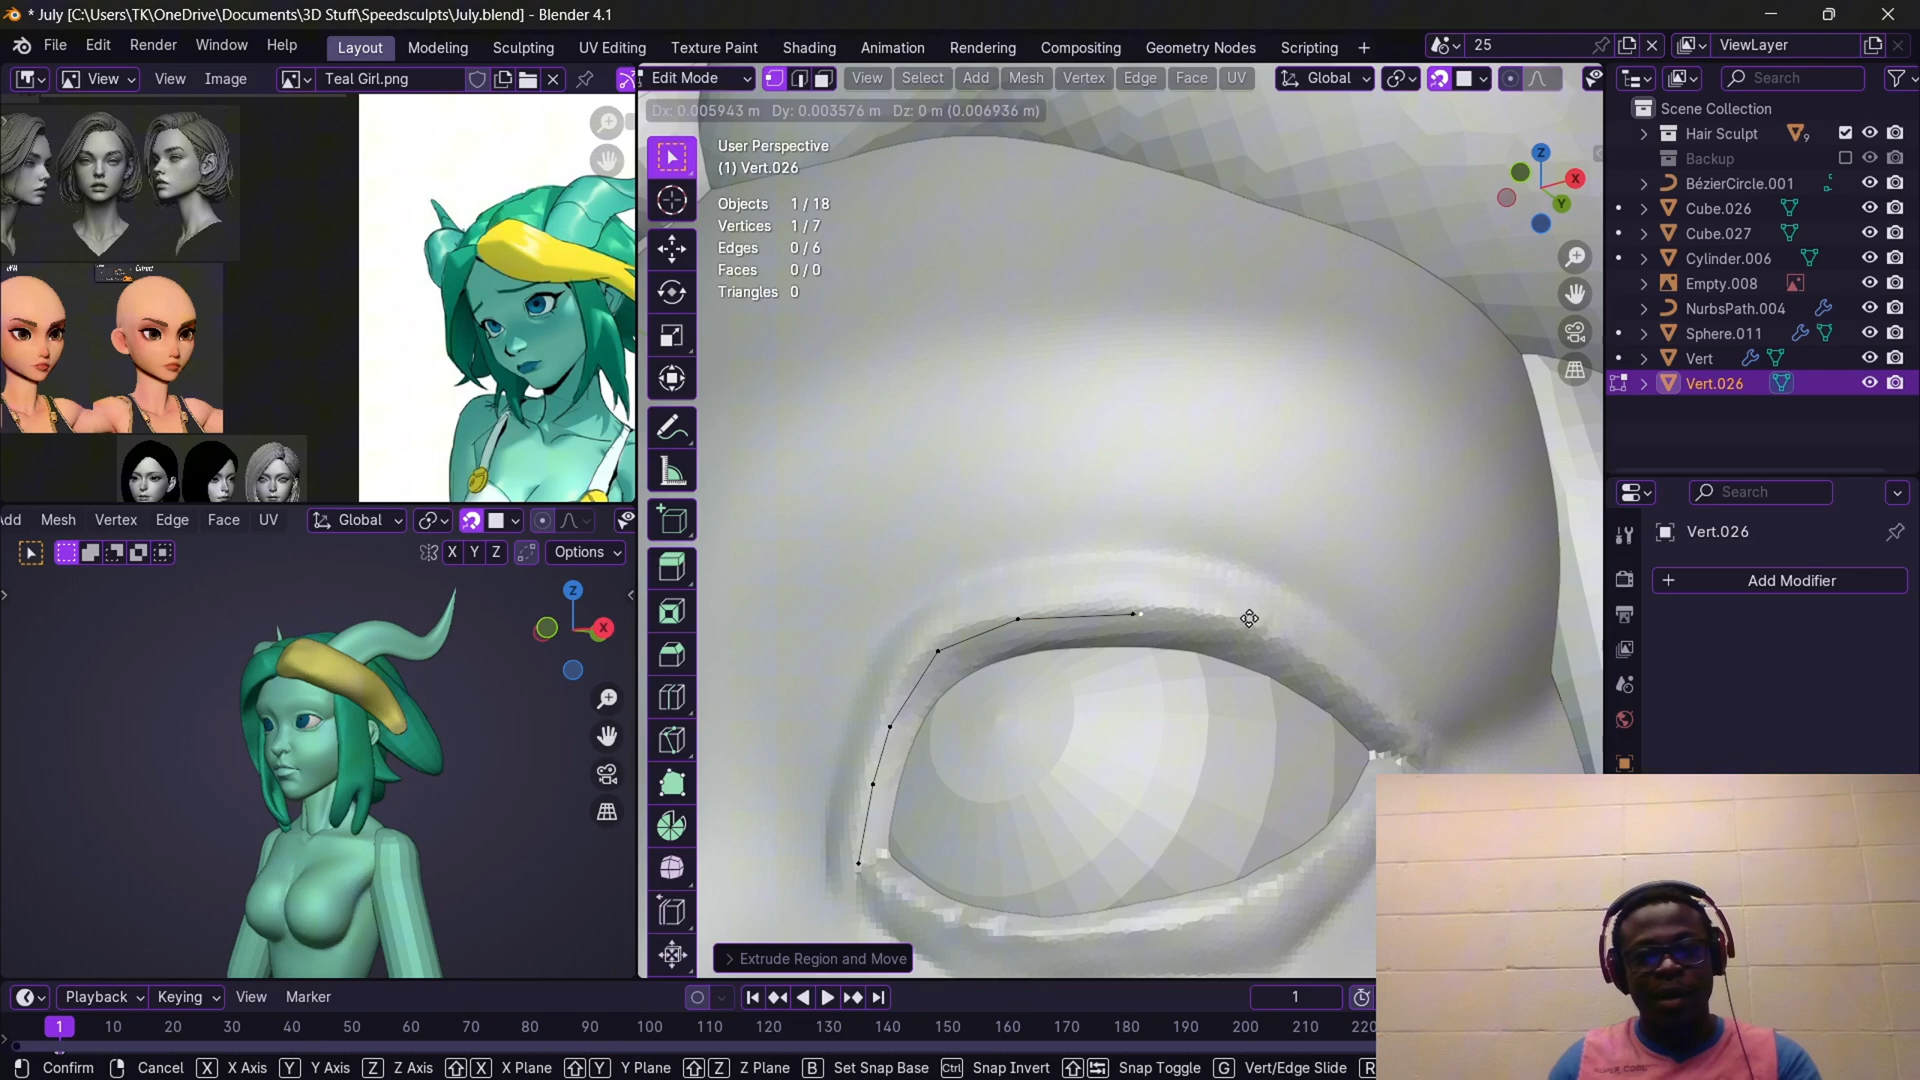 * July [C:\Users\TK\OneDrive\Documents\3D Stuff\Speedsculpts\July.blend] - Blender 4.1
File Edit Render Window Help Layout Modeling Sculpting UV Editing Texture Paint Shading Animation Rendering Compositing Geometry Nodes Scripting + 25 ViewLayer
View View Image Teal Girl.png Edit Mode View Select Add Mesh Vertex Edge Face UV Global Search
Dx: 0.005943 m Dy: 0.003576 m Dz: 0 m (0.006936 m)
User Perspective
(1) Vert.026
Objects 1 / 18
Vertices 1 / 7
Edges 0 / 6
Faces 0 / 0
Triangles 0
Z
X
Y
Scene Collection
Hair Sculpt 9
Backup
BézierCircle.001
Cube.026
Cube.027
Cylinder.006
Empty.008
NurbsPath.004
Sphere.011
Vert
Vert.026
Search
Vert.026
+ Add Modifier
dd Mesh Vertex Edge Face UV Global
X Y Z Options
Z
X
Extrude Region and Move
Playback Keying View Marker 1
1 10 20 30 40 50 60 70 80 90 100 110 120 130 140 150 160 170 180 190 200 210 220
Confirm Cancel X X Axis Y Y Axis Z Z Axis X X Plane Y Y Plane Z Z Plane B Set Snap Base Ctrl Snap Invert Snap Toggle G Vert/Edge Slide R